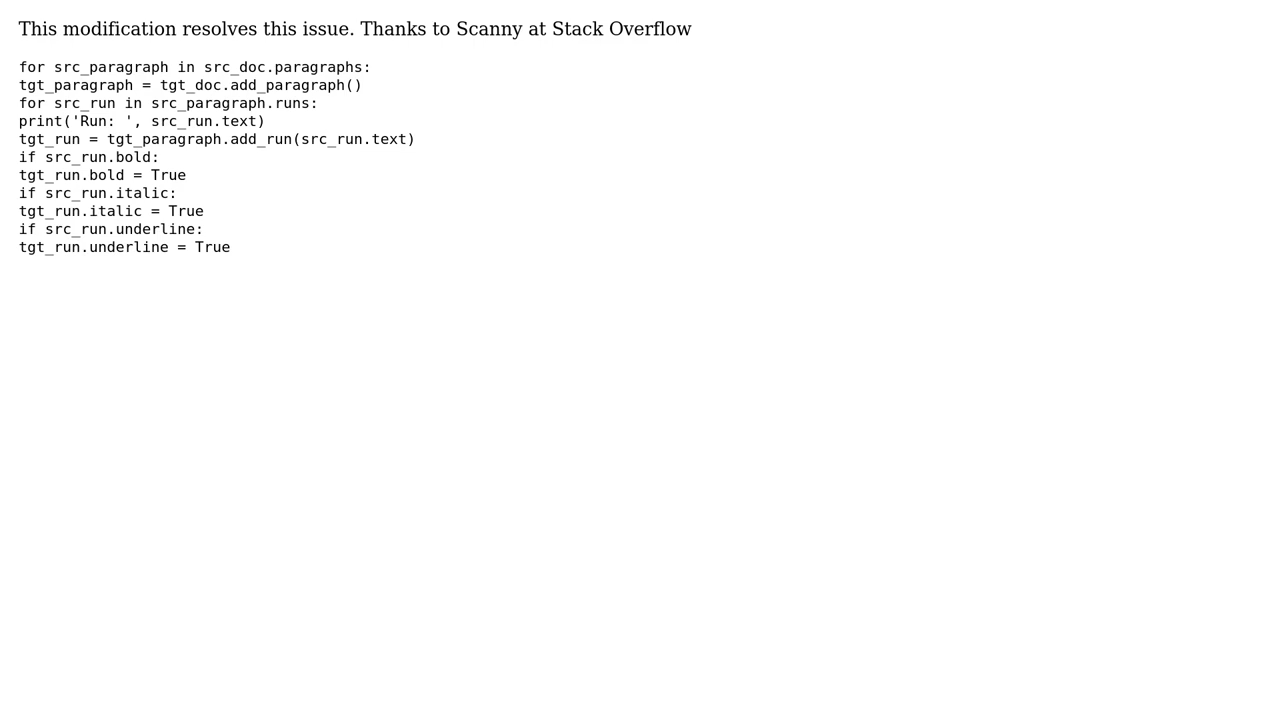 This modification resolves this issue. Thanks to Scanny at Stack Overflow
for src_paragraph in src_doc.paragraphs:
tgt_paragraph = tgt_doc.add_paragraph()
for src_run in src_paragraph.runs:
print('Run: ', src_run.text)
tgt_run = tgt_paragraph.add_run(src_run.text)
if src_run.bold:
tgt_run.bold = True
if src_run.italic:
tgt_run.italic = True
if src_run.underline:
tgt_run.underline = True